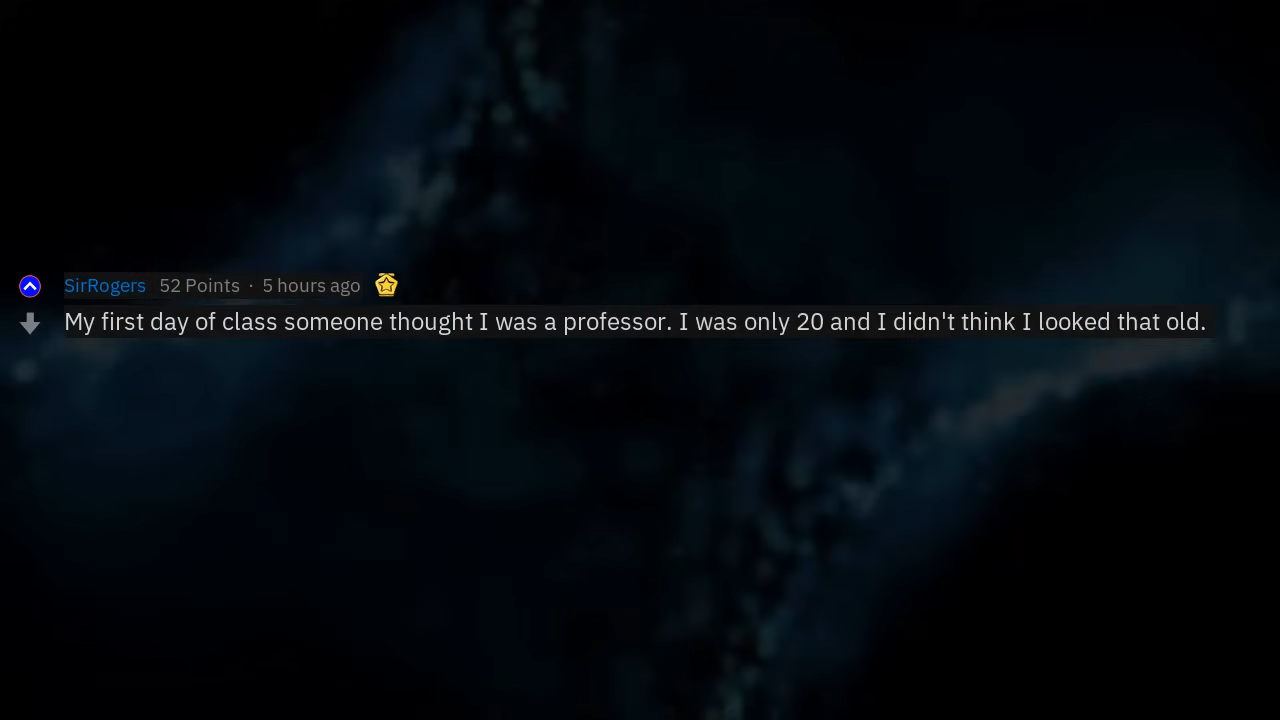 SirRogers 52 Points · 5 hours ago
My first day of class someone thought I was a professor. I was only 20 and I didn't think I looked that old.